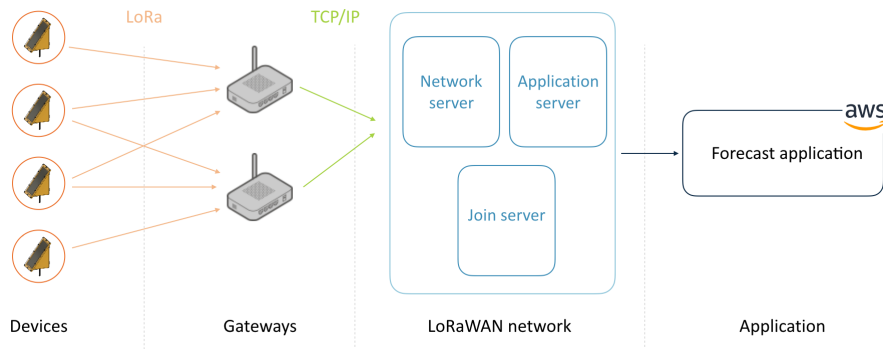 LoRa
TCP/IP
Network
server
Application
server
Join server
aws
Forecast application
Devices
Gateways
LoRaWAN network
Application